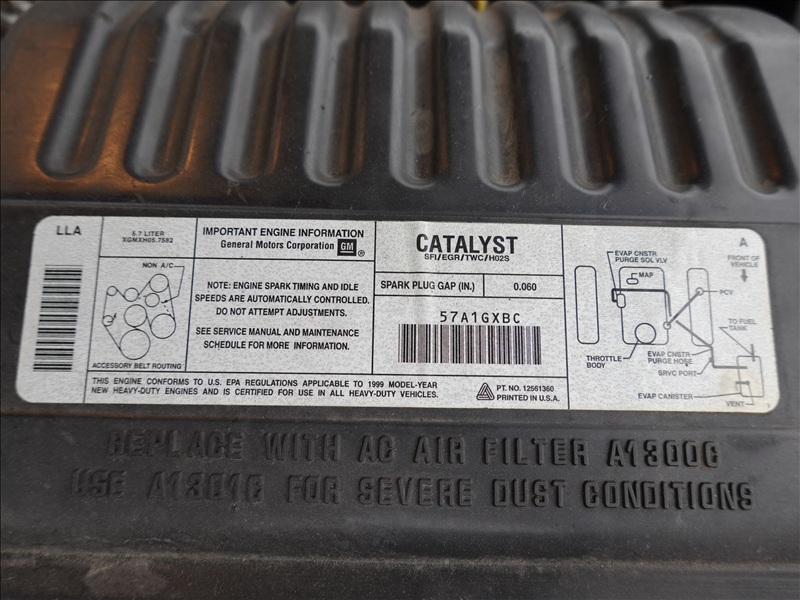 LLA
5.7 LITER
XGMXH05.7582
NON A/C
ACCESSORY BELT ROUTING
IMPORTANT ENGINE INFORMATION
General Motors Corporation GM ®
NOTE: ENGINE SPARK TIMING AND IDLE
SPEEDS ARE AUTOMATICALLY CONTROLLED.
DO NOT ATTEMPT ADJUSTMENTS.
SEE SERVICE MANUAL AND MAINTENANCE
SCHEDULE FOR MORE INFORMATION.
CATALYST
SFI/EGR/TWC/HO2S
SPARK PLUG GAP (IN.) 0.060
57A1GXBC
A
FRONT OF
VEHICLE
EVAP CNSTR
PURGE SOL VLV
MAP
PCV
TO FUEL
TANK
THROTTLE
BODY
EVAP CNSTR
PURGE HOSE
SRVC PORT
EVAP CANISTER
VENT
THIS ENGINE CONFORMS TO U.S. EPA REGULATIONS APPLICABLE TO 1999 MODEL-YEAR
NEW HEAVY-DUTY ENGINES AND IS CERTIFIED FOR USE IN ALL HEAVY-DUTY VEHICLES.
PT. NO. 12561360
PRINTED IN U.S.A.
REPLACE WITH AC AIR FILTER A1300C
USE A1301C FOR SEVERE DUST CONDITIONS